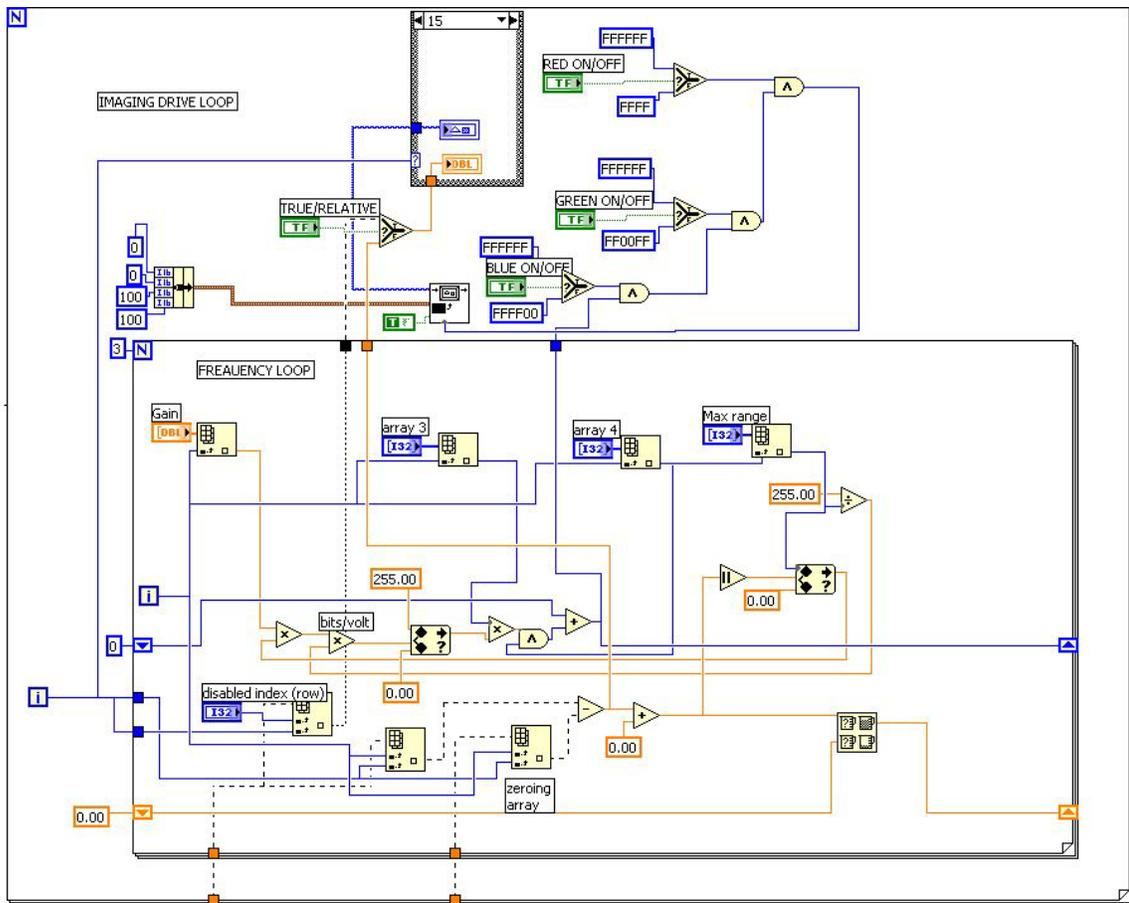 N
15
FFFFFF
RED ON/OFF
TF
FFFF
IMAGING DRIVE LOOP
?
DBL
FFFFFF
GREEN ON/OFF
TF
FF00FF
TRUE/RELATIVE
TF
FFFFFF
BLUE ON/OFF
TF
FFFF00
0
0
100
100
T F
3
N
FREAUENCY LOOP
Gain
[DBL]
array 3
[I32]
array 4
[I32]
Max range
[I32]
255.00
255.00
0.00
i
bits/volt
0
0.00
i
disabled index (row)
I32
0.00
zeroing
array
0.00